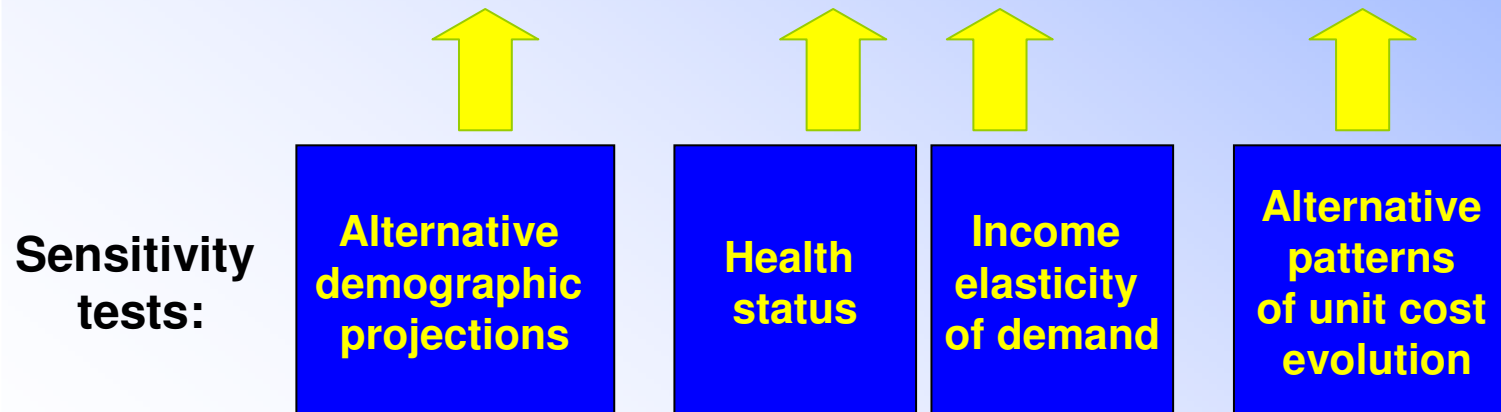 Sensitivity
tests:
Alternative
demographic
projections
Health
status
Income
elasticity
of demand
Alternative
patterns
of unit cost
evolution